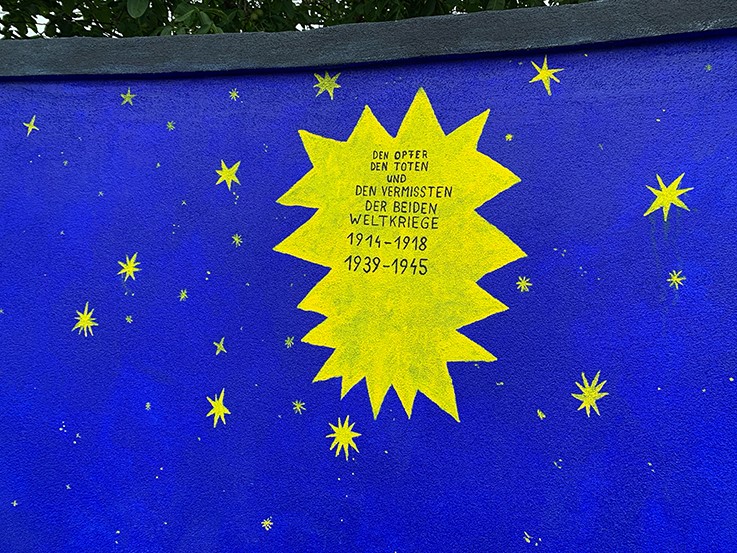 DEN OPFER
DEN TOTEN
UND
DEN VERMISSTEN
DER BEIDEN
WELTKRIEGE
1914-1918
1939-1945